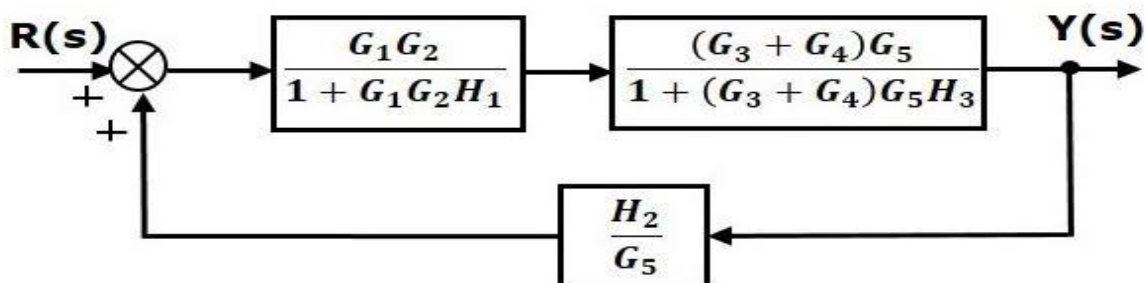 R(s)
+
+
G₁G₂
1 + G₁G₂H₁
(G₃ + G₄)G₅
1 + (G₃ + G₄)G₅H₃
Y(s)
H₂
G₅